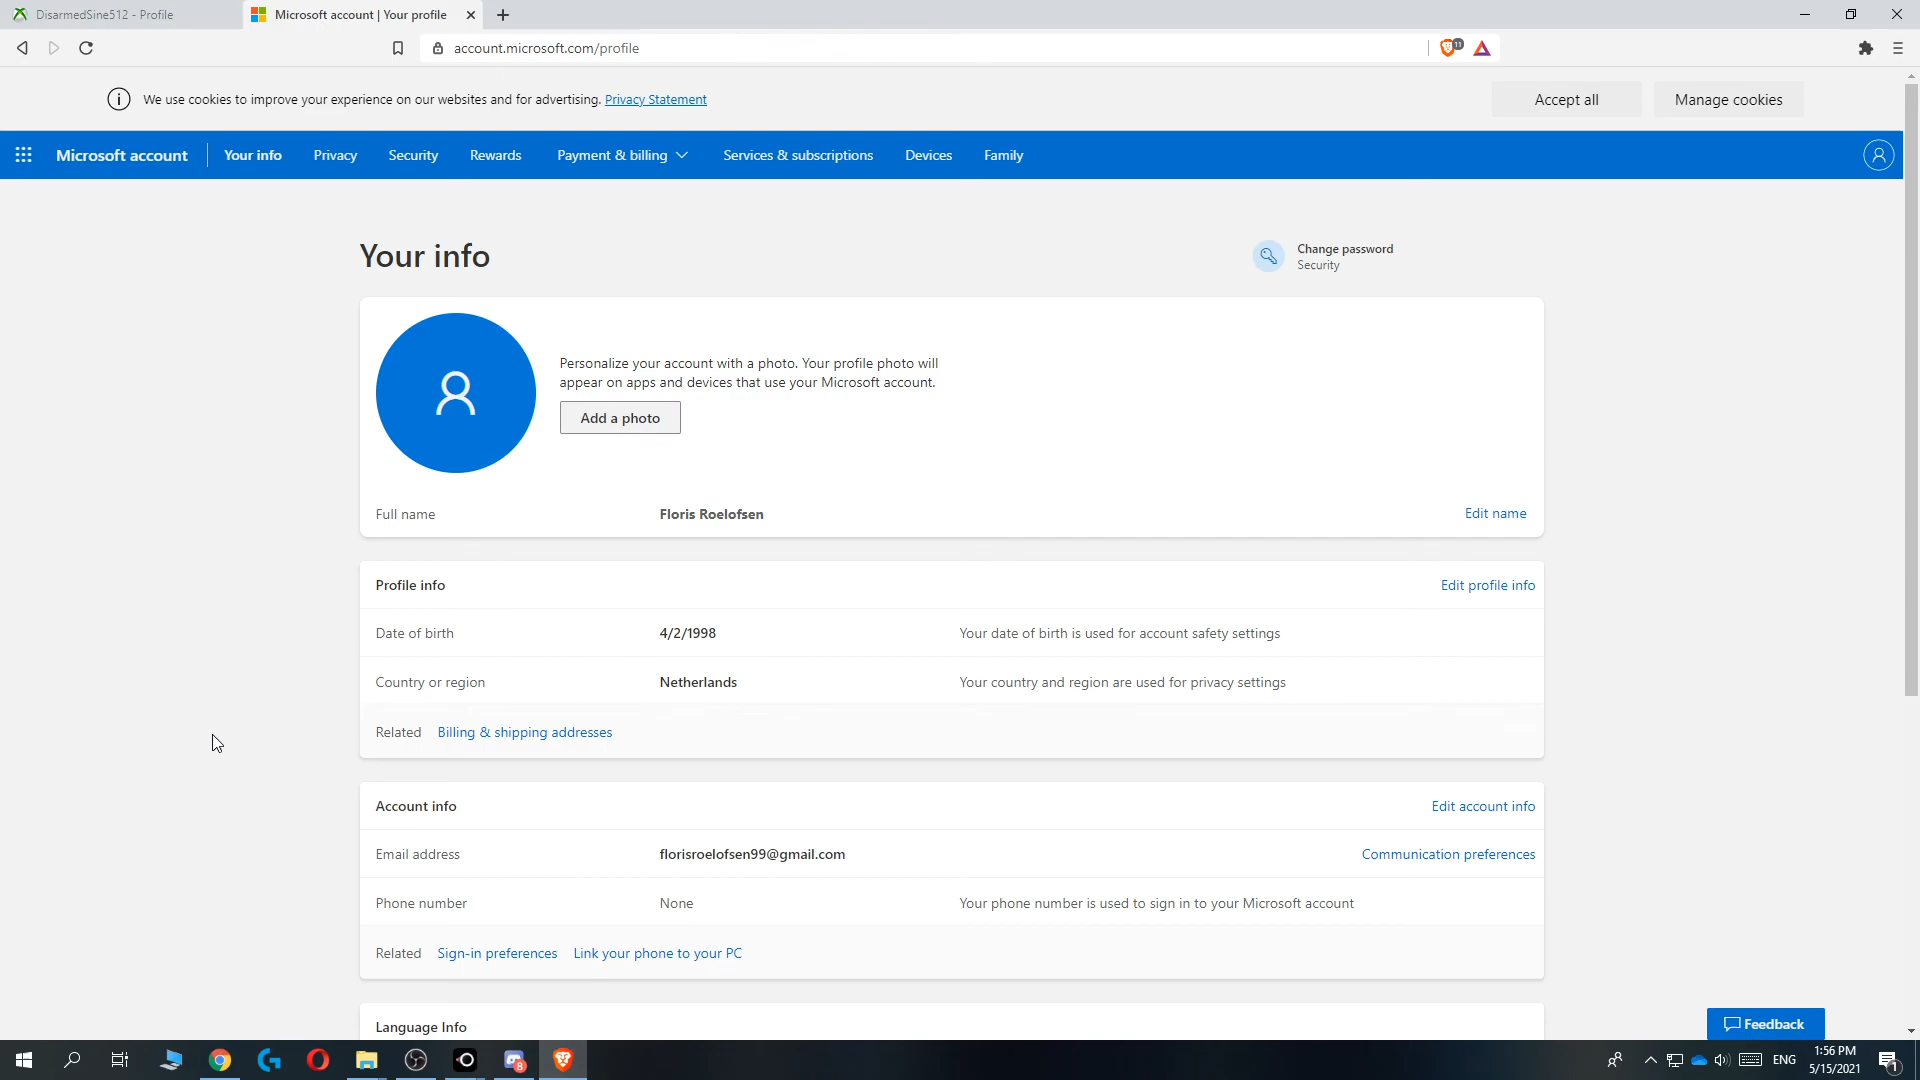 DisarmedSine512 - Profile
Microsoft account | Your profile
account.microsoft.com/profile
11
We use cookies to improve your experience on our websites and for advertising. Privacy Statement
Accept all
Manage cookies
Microsoft account
Your info
Privacy
Security
Rewards
Payment & billing
Services & subscriptions
Devices
Family
Your info
Change password
Security
Personalize your account with a photo. Your profile photo will
appear on apps and devices that use your Microsoft account.
Add a photo
Full name
Floris Roelofsen
Edit name
Profile info
Edit profile info
Date of birth
4/2/1998
Your date of birth is used for account safety settings
Country or region
Netherlands
Your country and region are used for privacy settings
Related
Billing & shipping addresses
Account info
Edit account info
Email address
florisroelofsen99@gmail.com
Communication preferences
Phone number
None
Your phone number is used to sign in to your Microsoft account
Related
Sign-in preferences
Link your phone to your PC
Language Info
Feedback
8
ENG
1:56 PM
5/15/2021
1